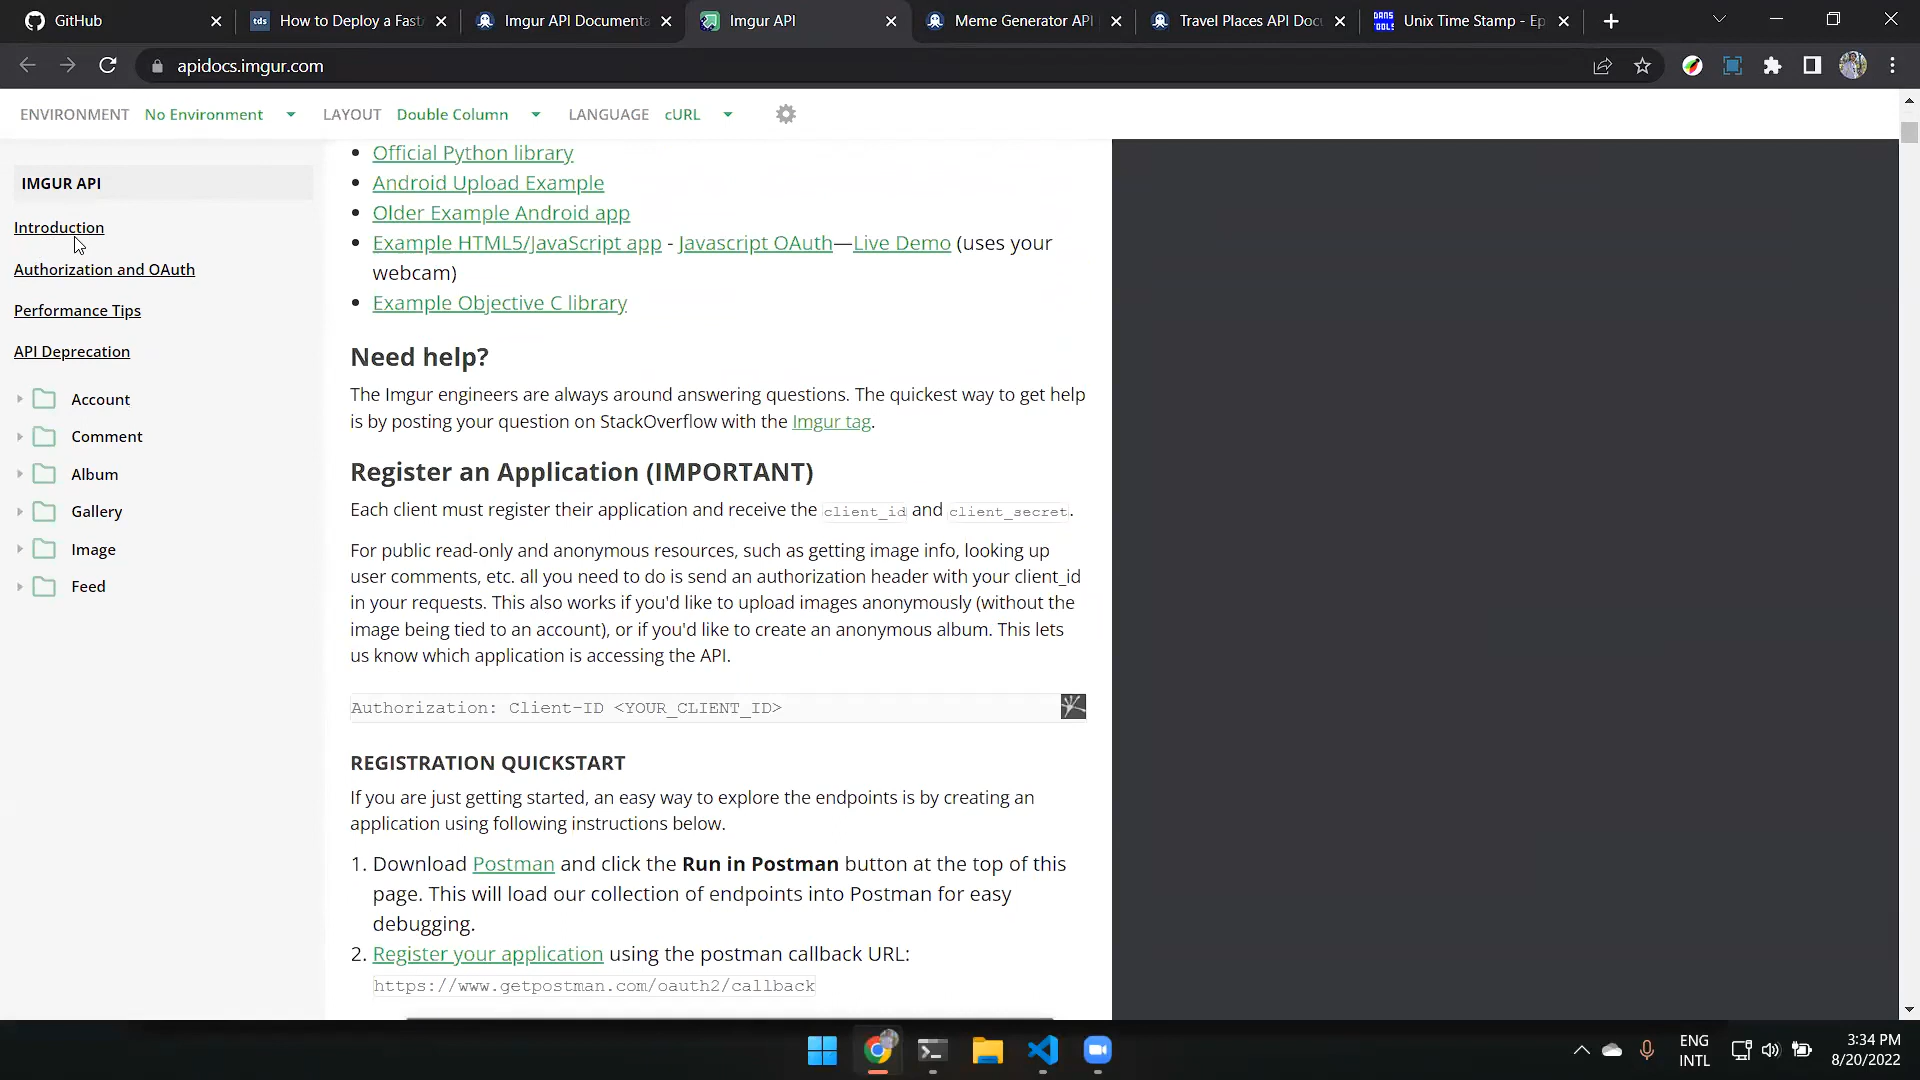 GitHub
tds How to Deploy a Fast
Imgur API Documenta
Imgur API
Meme Generator API
Travel Places API Doc
DANS TOOLS Unix Time Stamp - Ep
apidocs.imgur.com
ENVIRONMENT No Environment LAYOUT Double Column LANGUAGE cURL
IMGUR API
Introduction
Authorization and OAuth
Performance Tips
API Deprecation
Account
Comment
Album
Gallery
Image
Feed
• Official Python library
• Android Upload Example
• Older Example Android app
• Example HTML5/JavaScript app - Javascript OAuth—Live Demo (uses your
webcam)
• Example Objective C library
Need help?
The Imgur engineers are always around answering questions. The quickest way to get help
is by posting your question on StackOverflow with the Imgur tag.
Register an Application (IMPORTANT)
Each client must register their application and receive the client_id and client_secret.
For public read-only and anonymous resources, such as getting image info, looking up
user comments, etc. all you need to do is send an authorization header with your client_id
in your requests. This also works if you'd like to upload images anonymously (without the
image being tied to an account), or if you'd like to create an anonymous album. This lets
us know which application is accessing the API.
Authorization: Client-ID <YOUR_CLIENT_ID>
REGISTRATION QUICKSTART
If you are just getting started, an easy way to explore the endpoints is by creating an
application using following instructions below.
1. Download Postman and click the Run in Postman button at the top of this
page. This will load our collection of endpoints into Postman for easy
debugging.
2. Register your application using the postman callback URL:
https://www.getpostman.com/oauth2/callback
ENG
INTL
3:34 PM
8/20/2022